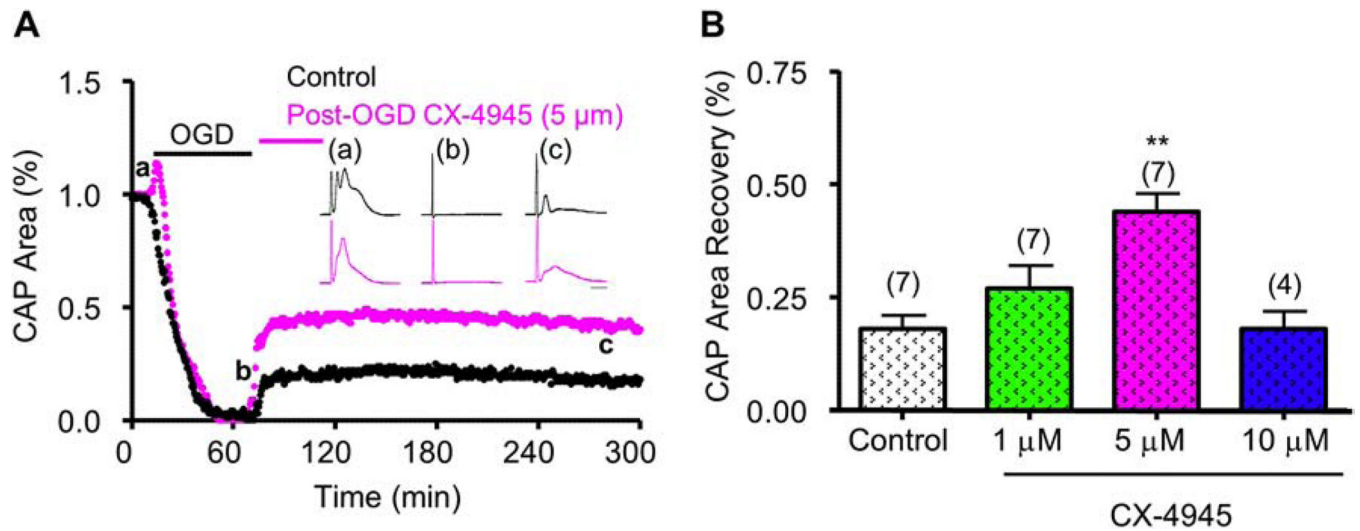 A
B
1.5
1.0
0.5
0.0
CAP Area (%)
Control
Post-OGD CX-4945 (5 µm)
OGD
(a) (b) (c)
a
b
c
0 60 120 180 240 300
Time (min)
0.75
0.50
0.25
0.00
CAP Area Recovery (%)
(7)
(7)
**
(7)
(4)
Control 1 µM 5 µM 10 µM
CX-4945